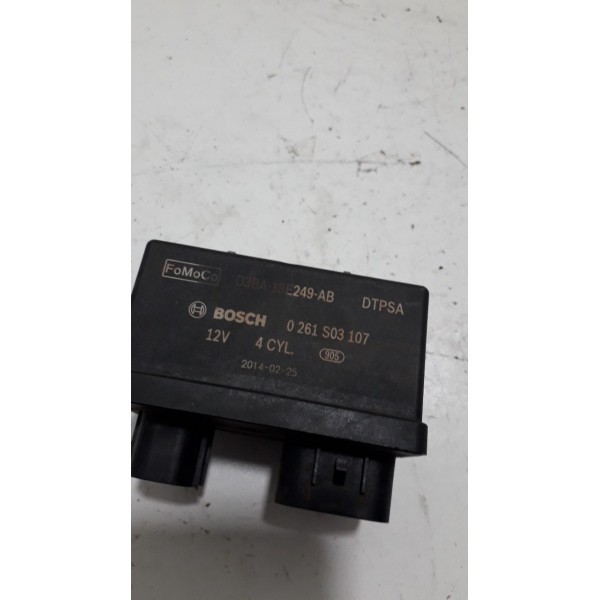 FoMoCo
249-AB DTPSA
BOSCH 0 261 S03 107
12V 4 CYL. 905
2014-02-25